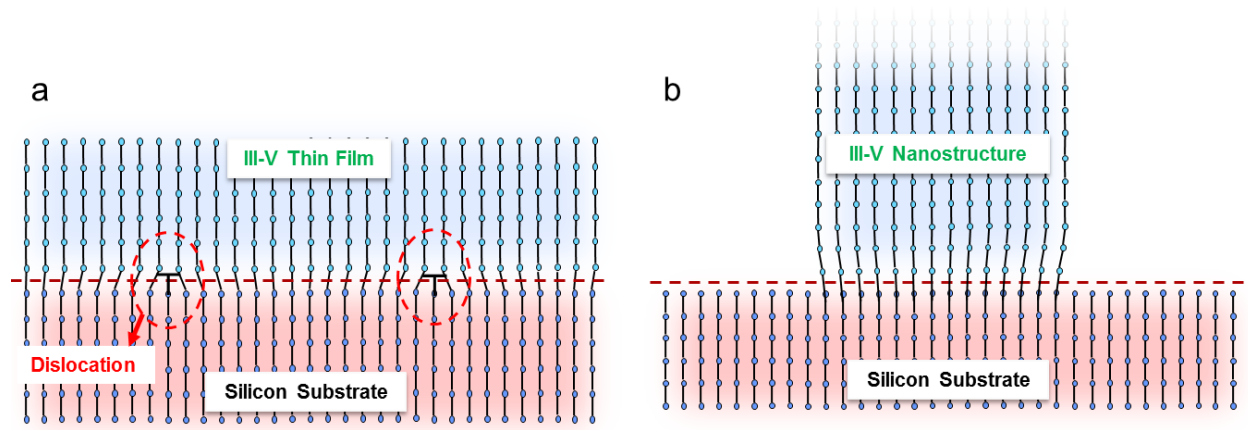 a
III-V Thin Film
Dislocation
Silicon Substrate
b
III-V Nanostructure
Silicon Substrate